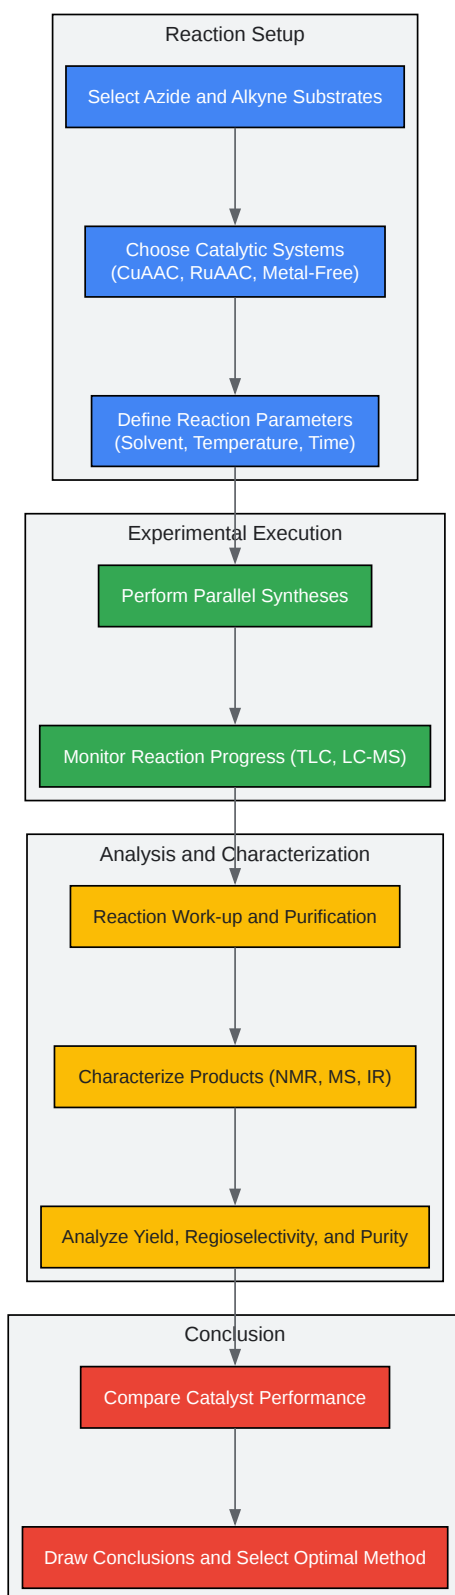 Reaction Setup
Select Azide and Alkyne Substrates
Choose Catalytic Systems
(CuAAC, RuAAC, Metal-Free)
Define Reaction Parameters
(Solvent, Temperature, Time)
Experimental Execution
Perform Parallel Syntheses
Monitor Reaction Progress (TLC, LC-MS)
Analysis and Characterization
Reaction Work-up and Purification
Characterize Products (NMR, MS, IR)
Analyze Yield, Regioselectivity, and Purity
Conclusion
Compare Catalyst Performance
Draw Conclusions and Select Optimal Method